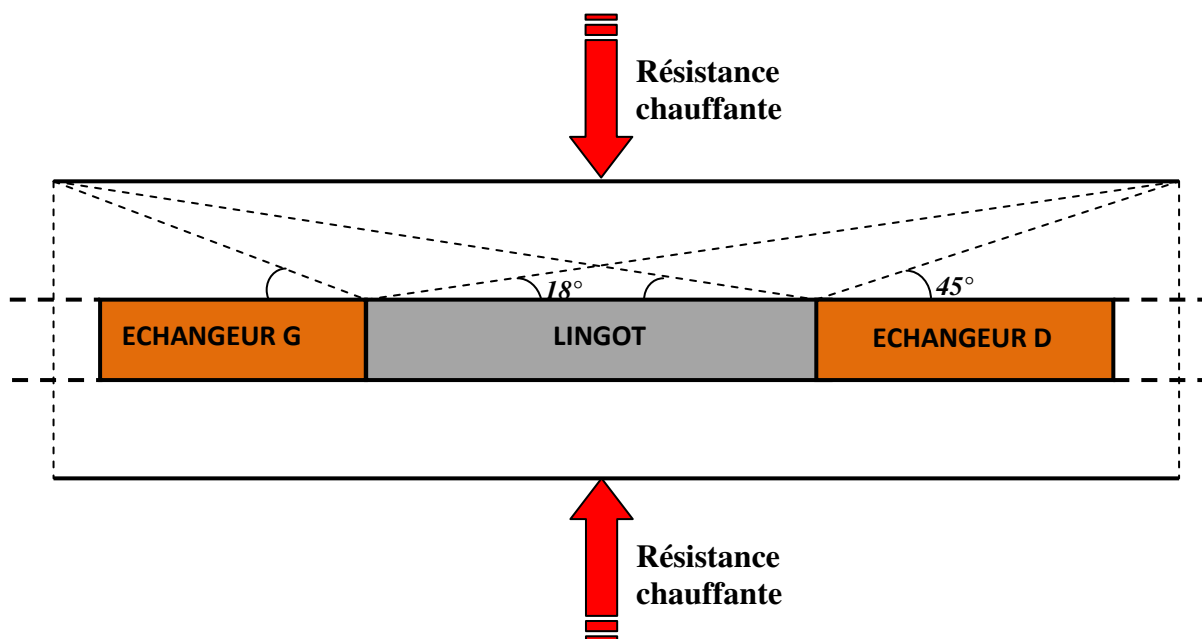 Résistance
chauffante
18°
45°
ECHANGEUR G
LINGOT
ECHANGEUR D
Résistance
chauffante